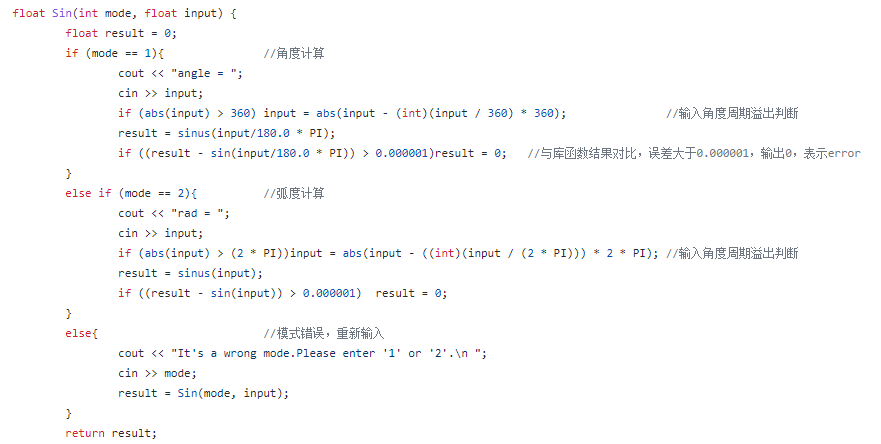 float Sin(int mode, float input) {
float result = 0;
if (mode == 1){ //角度计算
cout << "angle = ";
cin >> input;
if (abs(input) > 360) input = abs(input - (int)(input / 360) * 360); //输入角度周期溢出判断
result = sinus(input/180.0 * PI);
if ((result - sin(input/180.0 * PI)) > 0.000001)result = 0; //与库函数结果对比，误差大于0.000001，输出0，表示error
}
else if (mode == 2){ //弧度计算
cout << "rad = ";
cin >> input;
if (abs(input) > (2 * PI))input = abs(input - ((int)(input / (2 * PI))) * 2 * PI); //输入角度周期溢出判断
result = sinus(input);
if ((result - sin(input)) > 0.000001) result = 0;
}
else{ //模式错误，重新输入
cout << "It's a wrong mode.Please enter '1' or '2'.\n ";
cin >> mode;
result = Sin(mode, input);
}
return result;